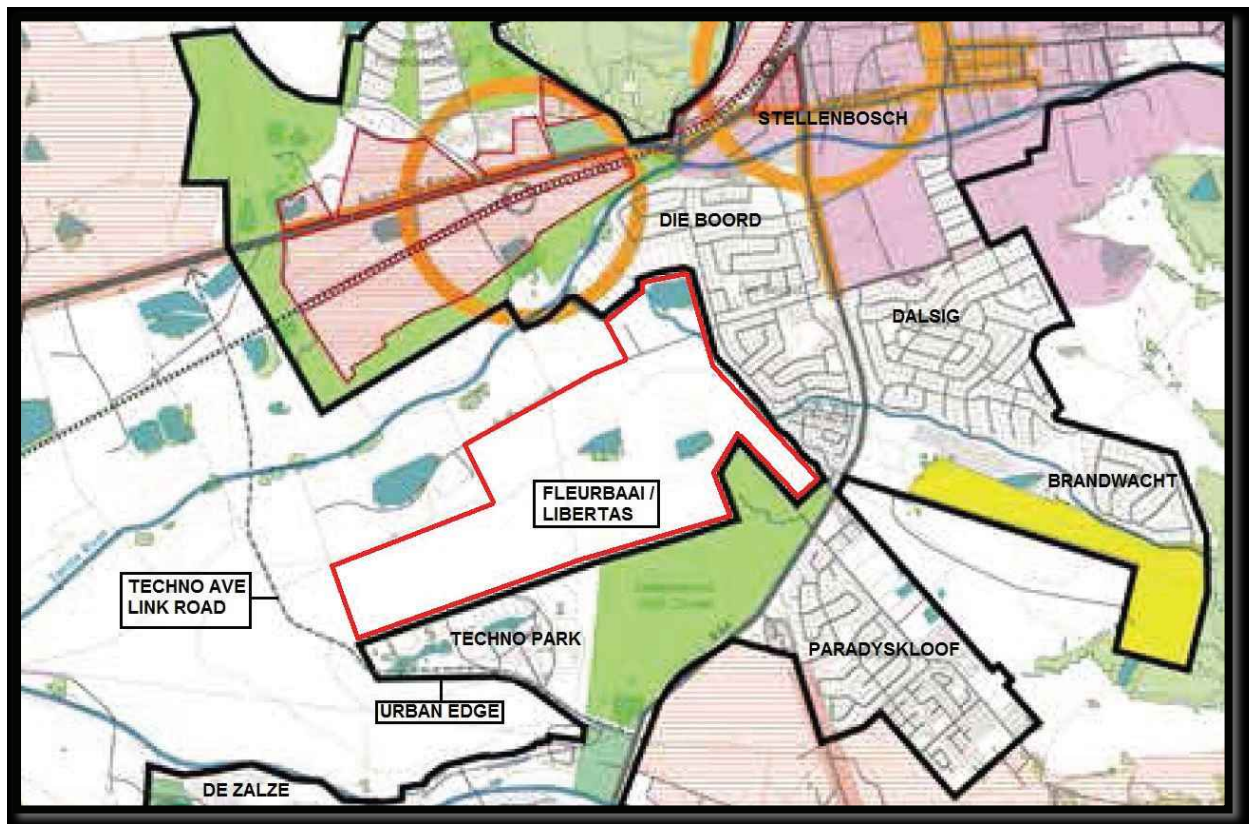 STELLENBOSCH
DIE BOORD
DALSIG
BRANDWACHT
FLEURBAAI /
LIBERTAS
TECHNO AVE
LINK ROAD
TECHNO PARK
PARADYSKLOOF
URBAN EDGE
DE ZALZE